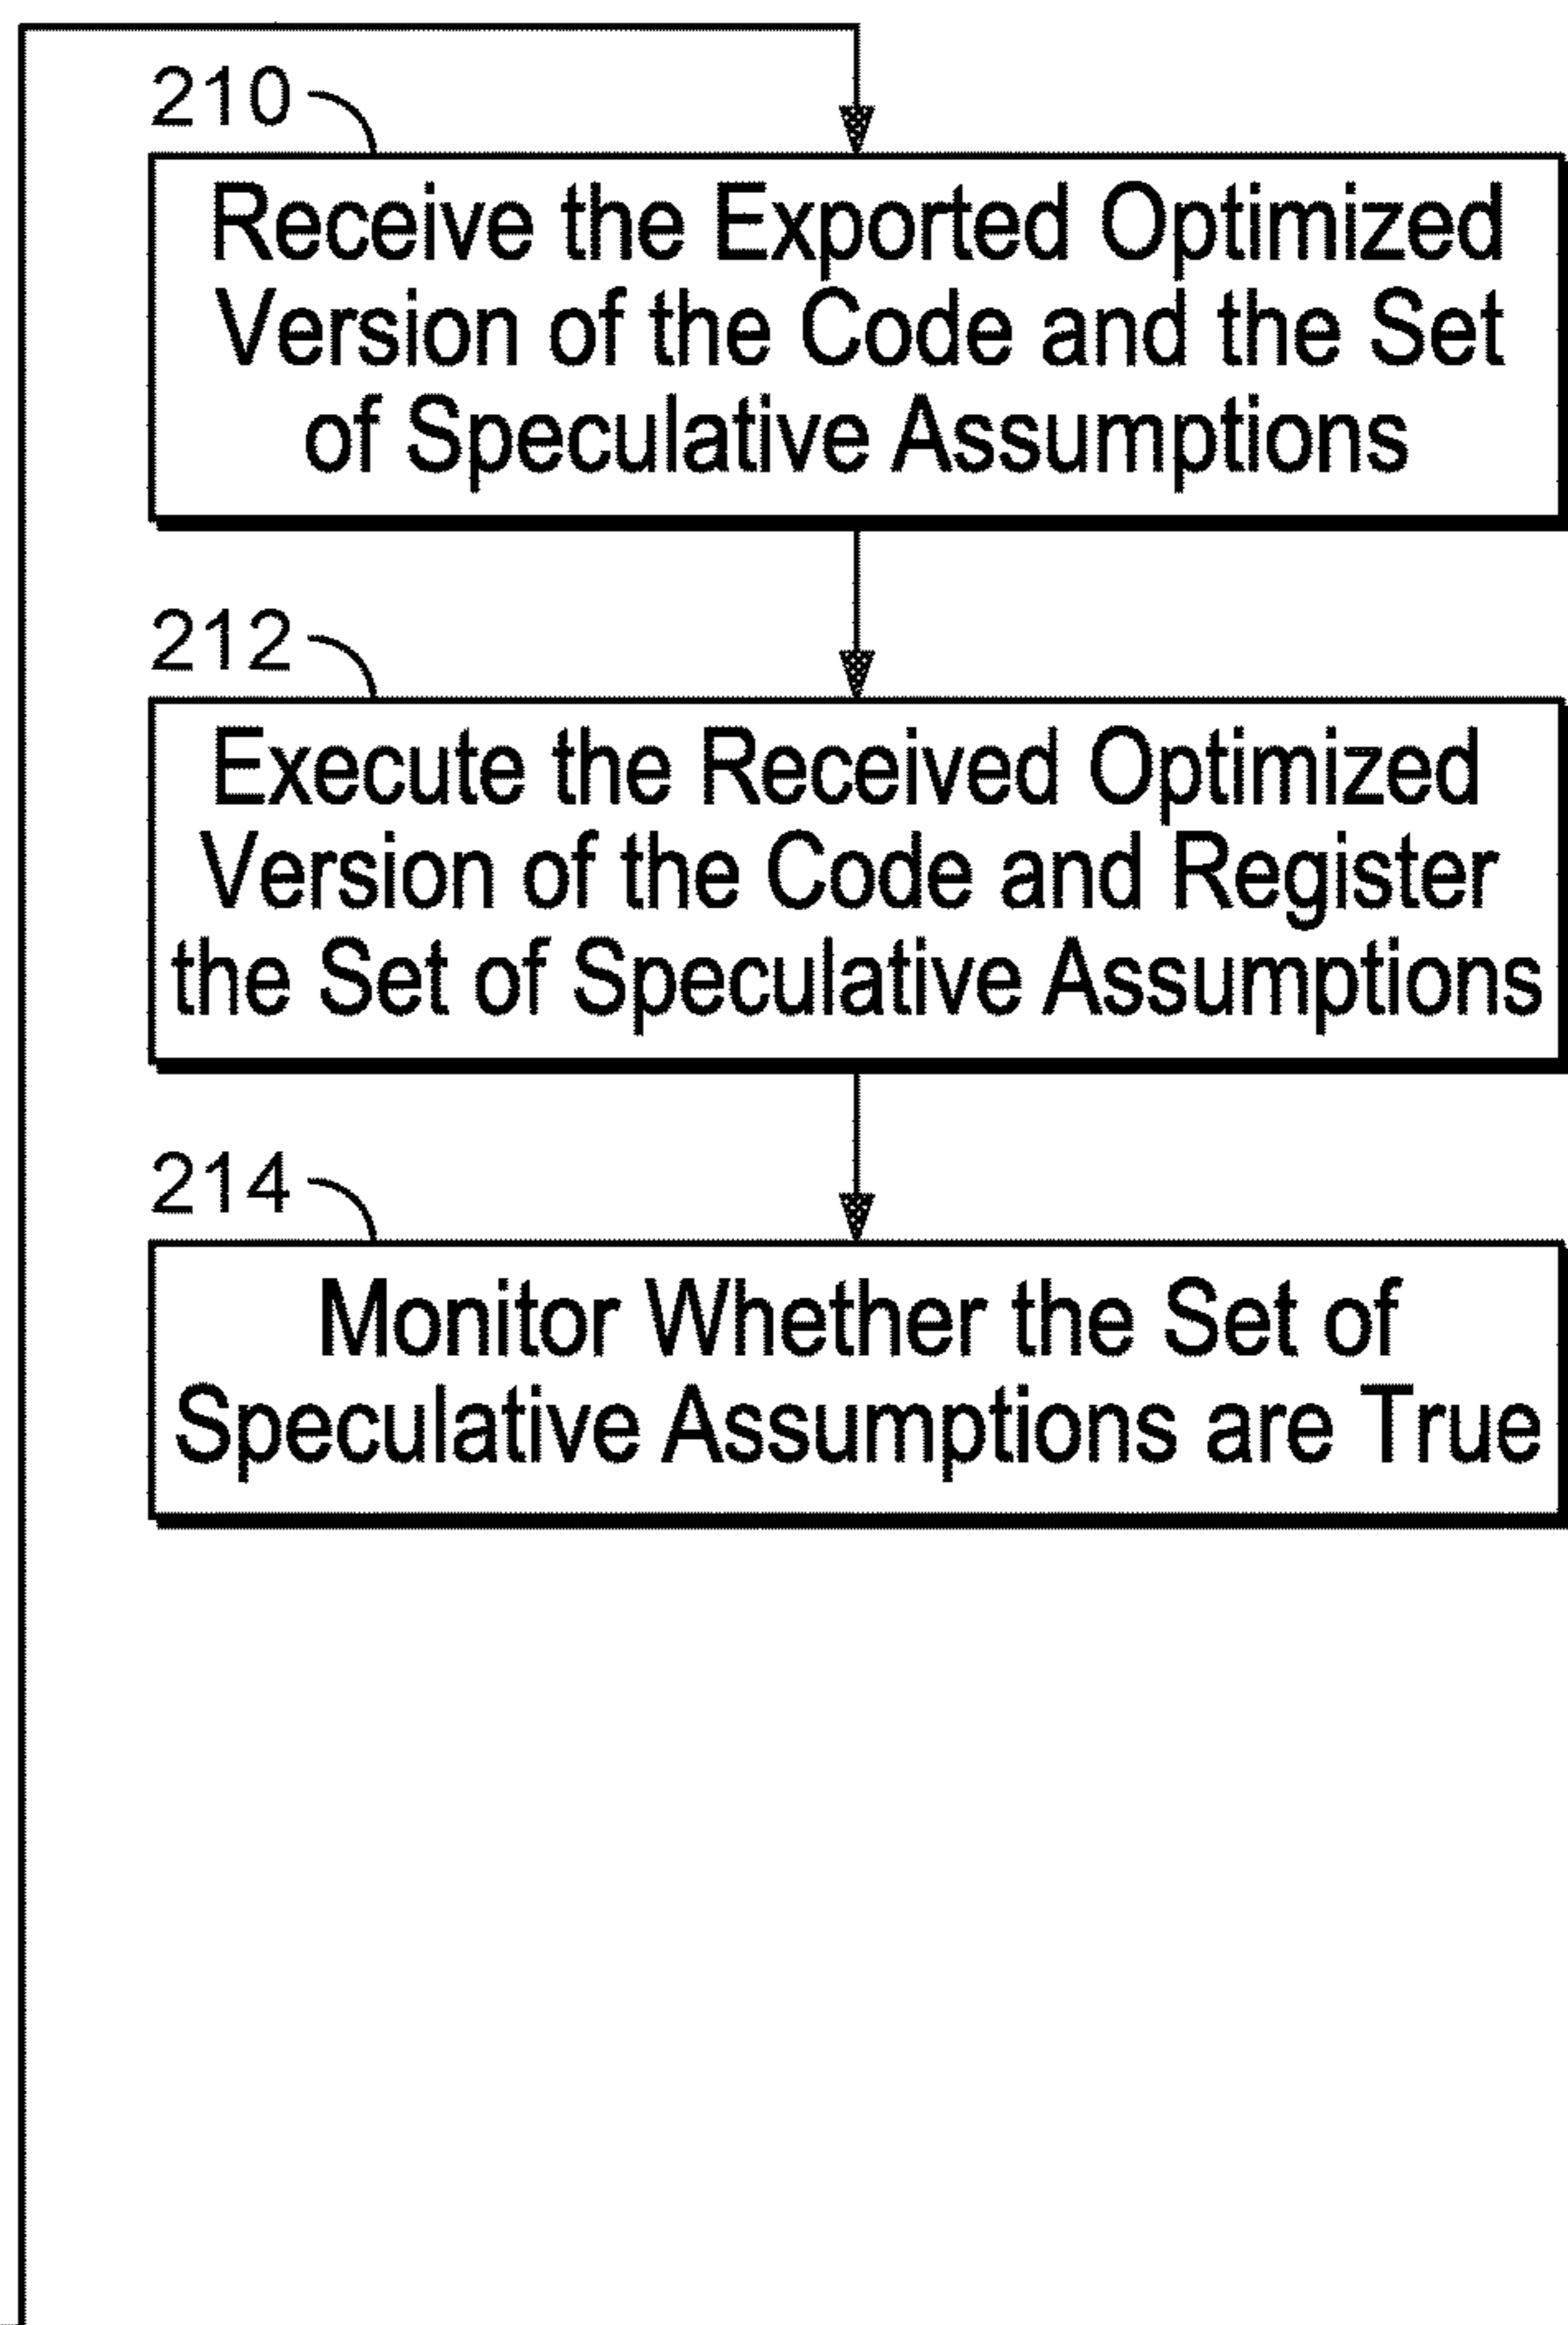 210
Receive the Exported Optimized
Version of the Code and the Set
of Speculative Assumptions
212
Execute the Received Optimized
Version of the Code and Register
the Set of Speculative Assumptions
214
Monitor Whether the Set of
Speculative Assumptions are True